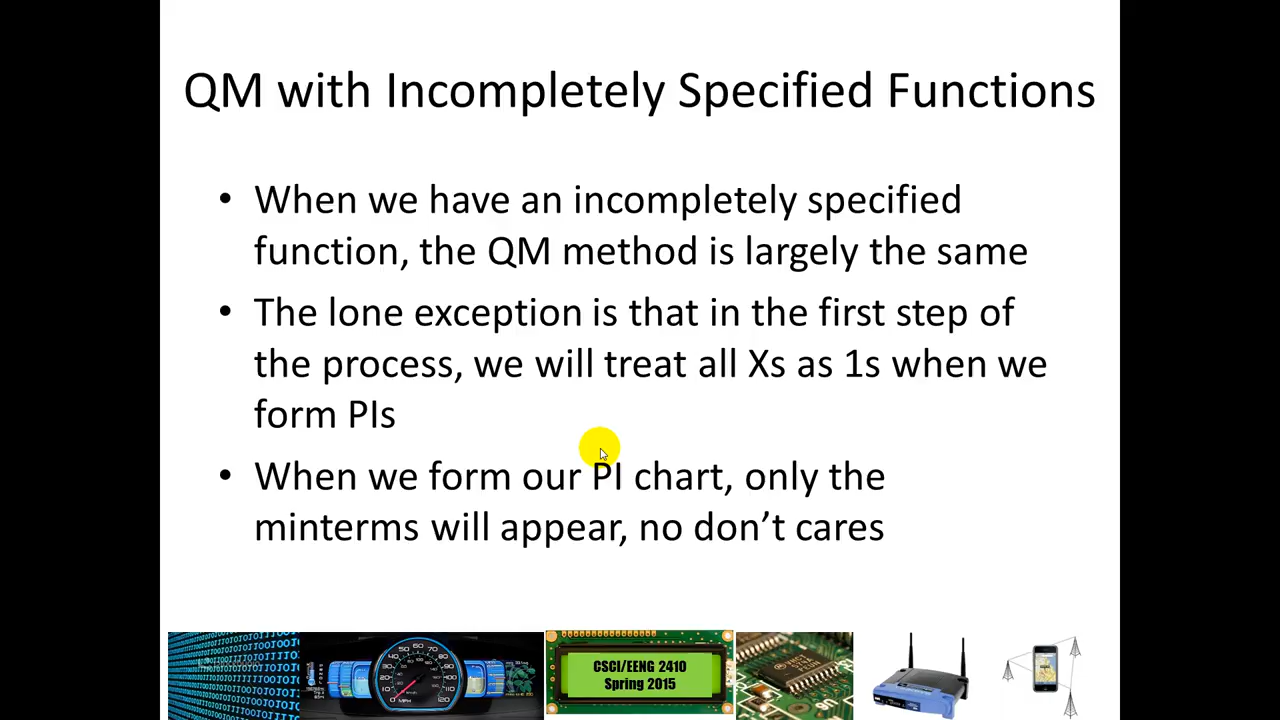 QM with Incompletely Specified Functions
• When we have an incompletely specified
function, the QM method is largely the same
• The lone exception is that in the first step of
the process, we will treat all Xs as 1s when we
form PIs
• When we form our PI chart, only the
minterms will appear, no don’t cares
CSCI/EENG 2410
Spring 2015